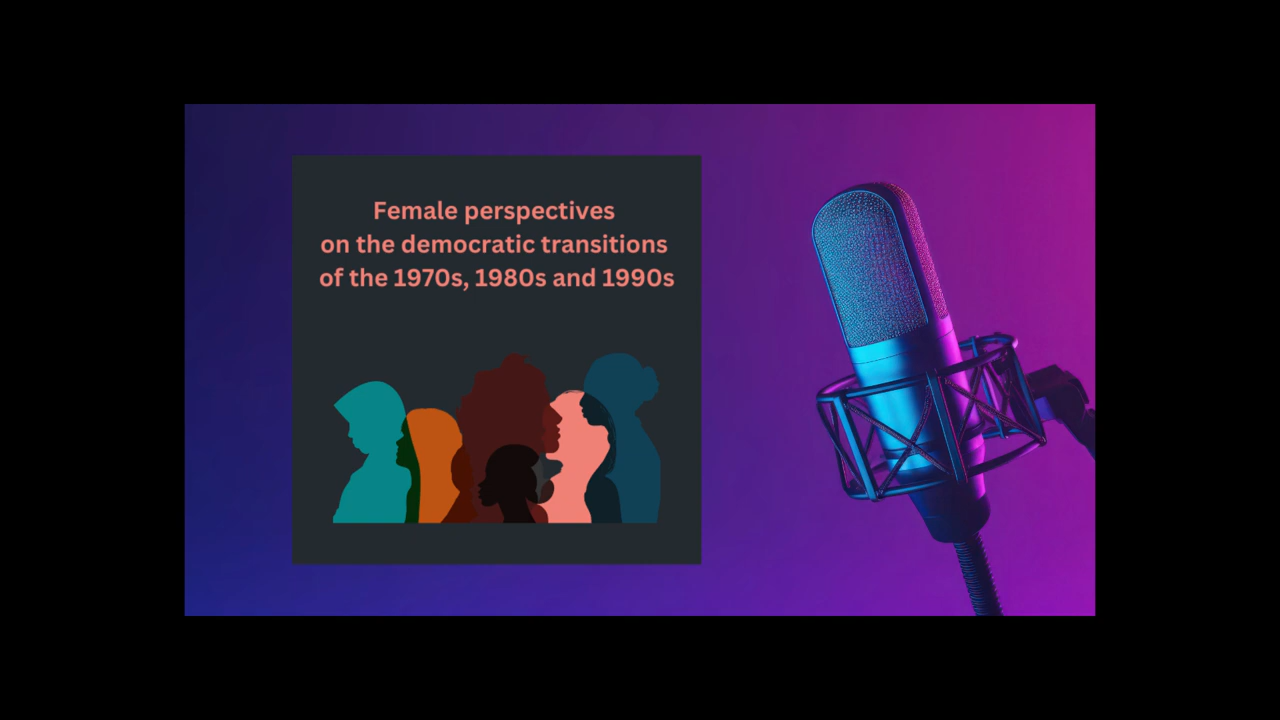 Female perspectives
on the democratic transitions
of the 1970s, 1980s and 1990s